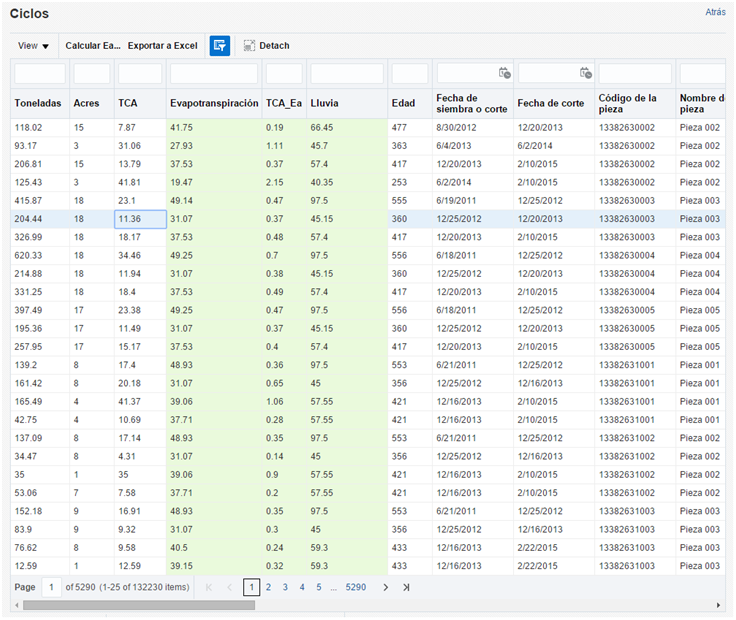 Ciclos
Atrás
View Calcular Ea... Exportar a Excel Detach
Toneladas Acres TCA Evapotranspiración TCA_Ea Lluvia Edad Fecha de siembra o corte Fecha de corte Código de la pieza Nombre de pieza
118.02 15 7.87 41.75 0.19 66.45 477 8/30/2012 12/20/2013 13382630002 Pieza 002
93.17 3 31.06 27.93 1.11 45.7 363 6/4/2013 6/2/2014 13382630002 Pieza 002
206.81 15 13.79 37.53 0.37 57.4 417 12/20/2013 2/10/2015 13382630002 Pieza 002
125.43 3 41.81 19.47 2.15 40.35 253 6/2/2014 2/10/2015 13382630002 Pieza 002
415.87 18 23.1 49.14 0.47 97.5 555 6/19/2011 12/25/2012 13382630003 Pieza 003
204.44 18 11.36 31.07 0.37 45.15 360 12/25/2012 12/20/2013 13382630003 Pieza 003
326.99 18 18.17 37.53 0.48 57.4 417 12/20/2013 2/10/2015 13382630003 Pieza 003
620.33 18 34.46 49.25 0.7 97.5 556 6/18/2011 12/25/2012 13382630004 Pieza 004
214.88 18 11.94 31.07 0.38 45.15 360 12/25/2012 12/20/2013 13382630004 Pieza 004
331.25 18 18.4 37.53 0.49 57.4 417 12/20/2013 2/10/2015 13382630004 Pieza 004
397.49 17 23.38 49.25 0.47 97.5 556 6/18/2011 12/25/2012 13382630005 Pieza 005
195.36 17 11.49 31.07 0.37 45.15 360 12/25/2012 12/20/2013 13382630005 Pieza 005
257.95 17 15.17 37.53 0.4 57.4 417 12/20/2013 2/10/2015 13382630005 Pieza 005
139.2 8 17.4 48.93 0.36 97.5 553 6/21/2011 12/25/2012 13382631001 Pieza 001
161.42 8 20.18 31.07 0.65 45 356 12/25/2012 12/16/2013 13382631001 Pieza 001
165.49 4 41.37 39.06 1.06 57.55 421 12/16/2013 2/10/2015 13382631001 Pieza 001
42.75 4 10.69 37.71 0.28 57.55 421 12/16/2013 2/10/2015 13382631001 Pieza 001
137.09 8 17.14 48.93 0.35 97.5 553 6/21/2011 12/25/2012 13382631002 Pieza 002
34.47 8 4.31 31.07 0.14 45 356 12/25/2012 12/16/2013 13382631002 Pieza 002
35 1 35 39.06 0.9 57.55 421 12/16/2013 2/10/2015 13382631002 Pieza 002
53.06 7 7.58 37.71 0.2 57.55 421 12/16/2013 2/10/2015 13382631002 Pieza 002
152.18 9 16.91 48.93 0.35 97.5 553 6/21/2011 12/25/2012 13382631003 Pieza 003
83.9 9 9.32 31.07 0.3 45 356 12/25/2012 12/16/2013 13382631003 Pieza 003
76.62 8 9.58 40.5 0.24 59.3 433 12/16/2013 2/22/2015 13382631003 Pieza 003
12.59 1 12.59 39.15 0.32 59.3 433 12/16/2013 2/22/2015 13382631003 Pieza 003
Page 1 of 5290 (1-25 of 132230 items) 1 2 3 4 5 ... 5290